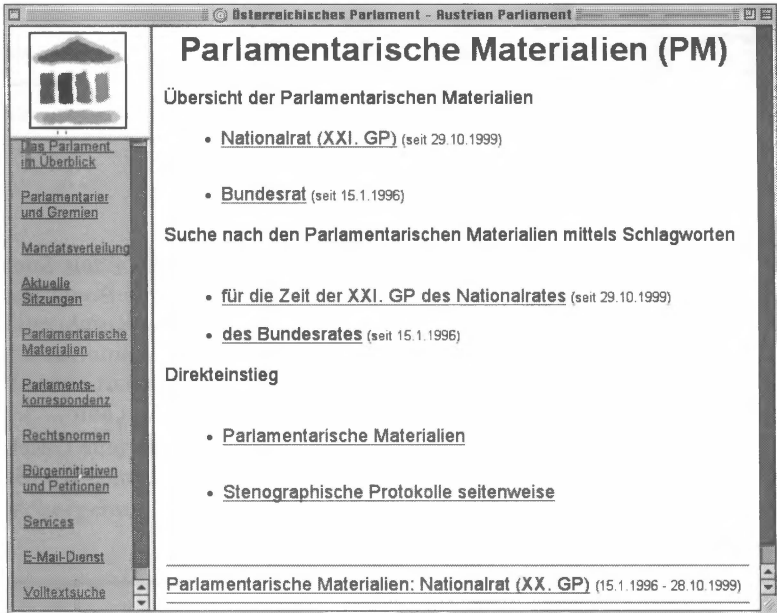 Österreichisches Parlament - Austrian Parliament
Das Parlament
im Überblick
Parlamentarier
und Gremien
Mandatsverteilung
Aktuelle
Sitzungen
Parlamentarische
Materialien
Parlaments-
korrespondenz
Rechtsnormen
Bürgerinitiativen
und Petitionen
Services
E-Mail-Dienst
Volltextsuche
Parlamentarische Materialien (PM)
Übersicht der Parlamentarischen Materialien
• Nationalrat (XXI. GP) (seit 29.10.1999)
• Bundesrat (seit 15.1.1996)
Suche nach den Parlamentarischen Materialien mittels Schlagworten
• für die Zeit der XXI. GP des Nationalrates (seit 29.10.1999)
• des Bundesrates (seit 15.1.1996)
Direkteinstieg
• Parlamentarische Materialien
• Stenographische Protokolle seitenweise
Parlamentarische Materialien: Nationalrat (XX. GP) (15.1.1996 - 28.10.1999)